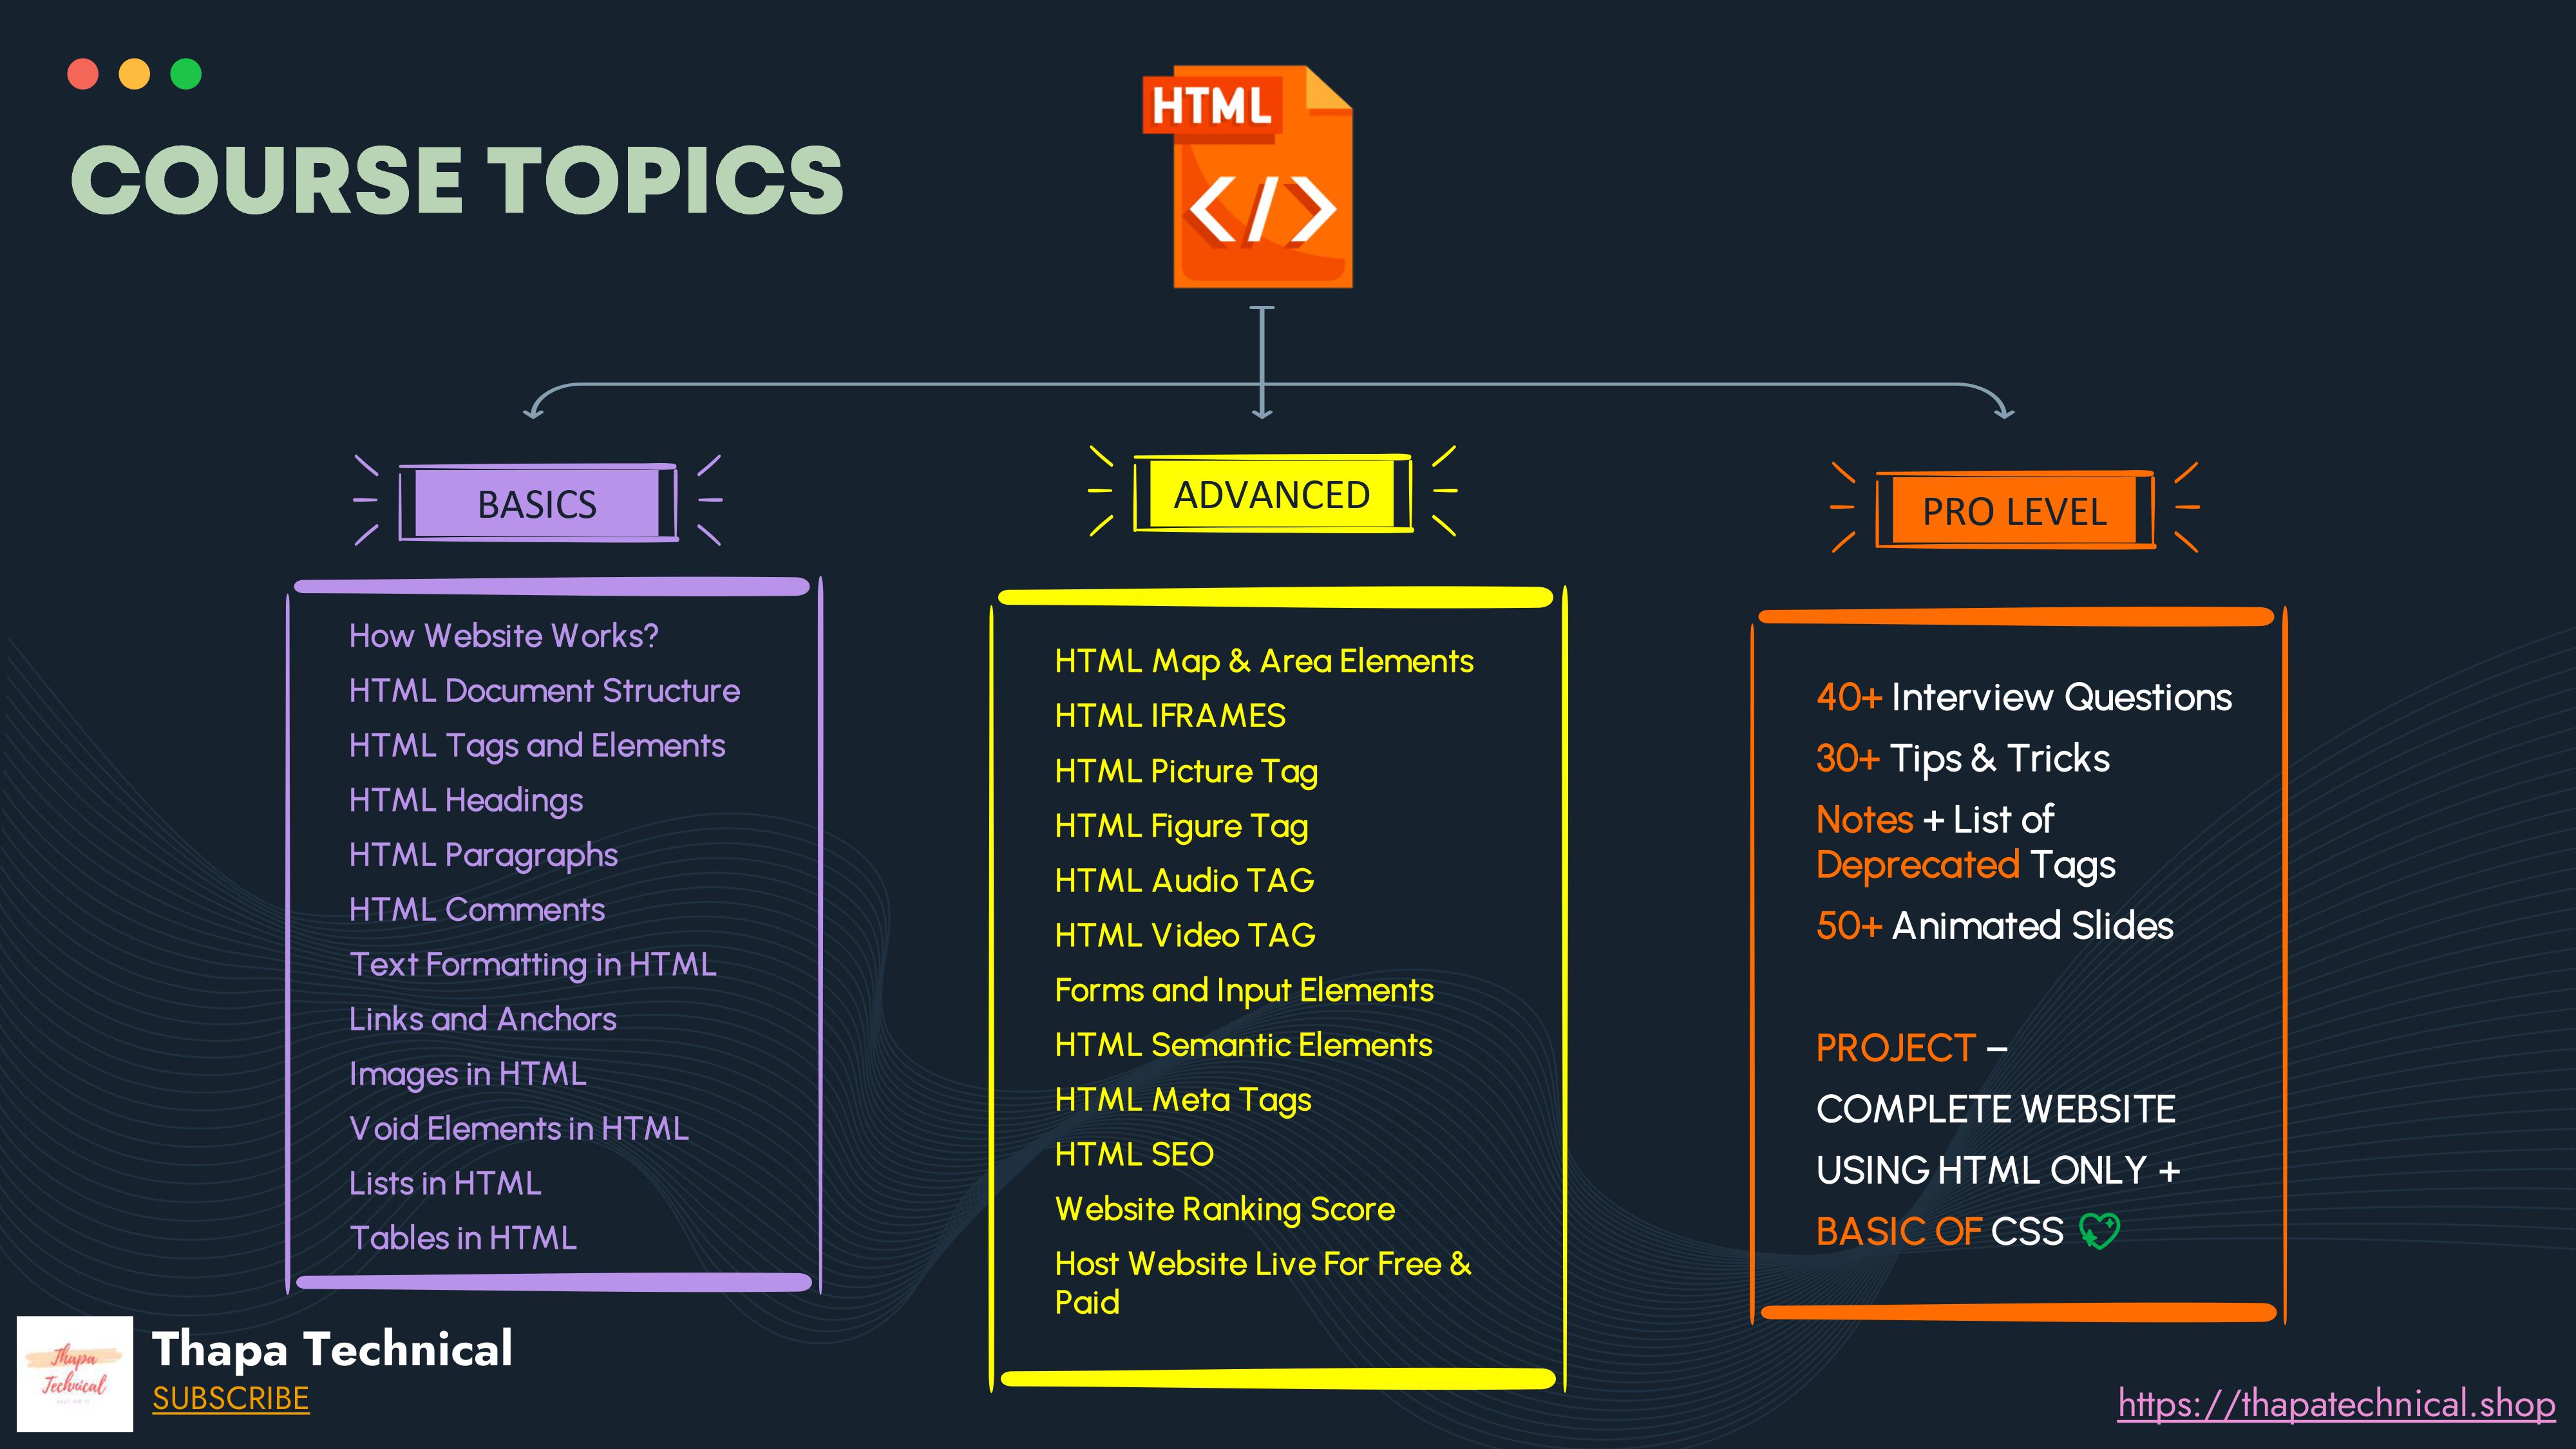 HTML
</>
COURSE TOPICS
BASICS
How Website Works?
HTML Document Structure
HTML Tags and Elements
HTML Headings
HTML Paragraphs
HTML Comments
Text Formatting in HTML
Links and Anchors
Images in HTML
Void Elements in HTML
Lists in HTML
Tables in HTML
ADVANCED
HTML Map & Area Elements
HTML IFRAMES
HTML Picture Tag
HTML Figure Tag
HTML Audio TAG
HTML Video TAG
Forms and Input Elements
HTML Semantic Elements
HTML Meta Tags
HTML SEO
Website Ranking Score
Host Website Live For Free &
Paid
PRO LEVEL
40+ Interview Questions
30+ Tips & Tricks
Notes + List of
Deprecated Tags
50+ Animated Slides
PROJECT –
COMPLETE WEBSITE
USING HTML ONLY +
BASIC OF CSS
Thapa
Technical
Thapa Technical
SUBSCRIBE
https://thapatechnical.shop